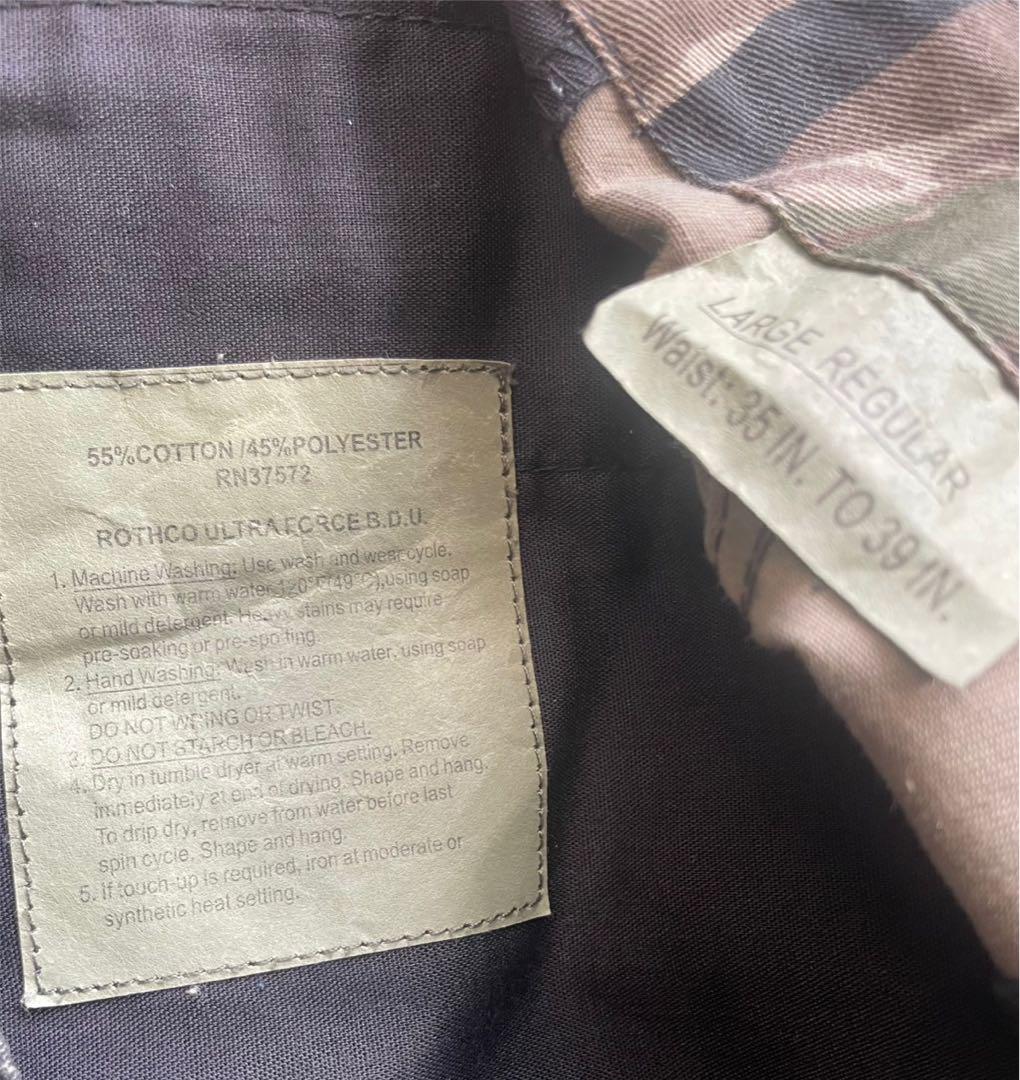 55%COTTON /45%POLYESTER
RN37572
ROTHCO ULTRA FORCE B.D.U.
1. Machine Washing: Use wash and wear cycle.
Wash with warm water 120°F(49°C),using soap
or mild detergent. Heavy stains may require
pre-soaking or pre-spotting.
2. Hand Washing: Wash in warm water, using soap
or mild detergent.
DO NOT WRING OR TWIST.
3. DO NOT STARCH OR BLEACH.
4. Dry in tumble dryer at warm setting. Remove
immediately at end of drying. Shape and hang.
To drip dry, remove from water before last
spin cycle. Shape and hang.
5. If touch-up is required, iron at moderate or
synthetic heat setting.
LARGE REGULAR
Waist: 35 IN. TO 39 IN.